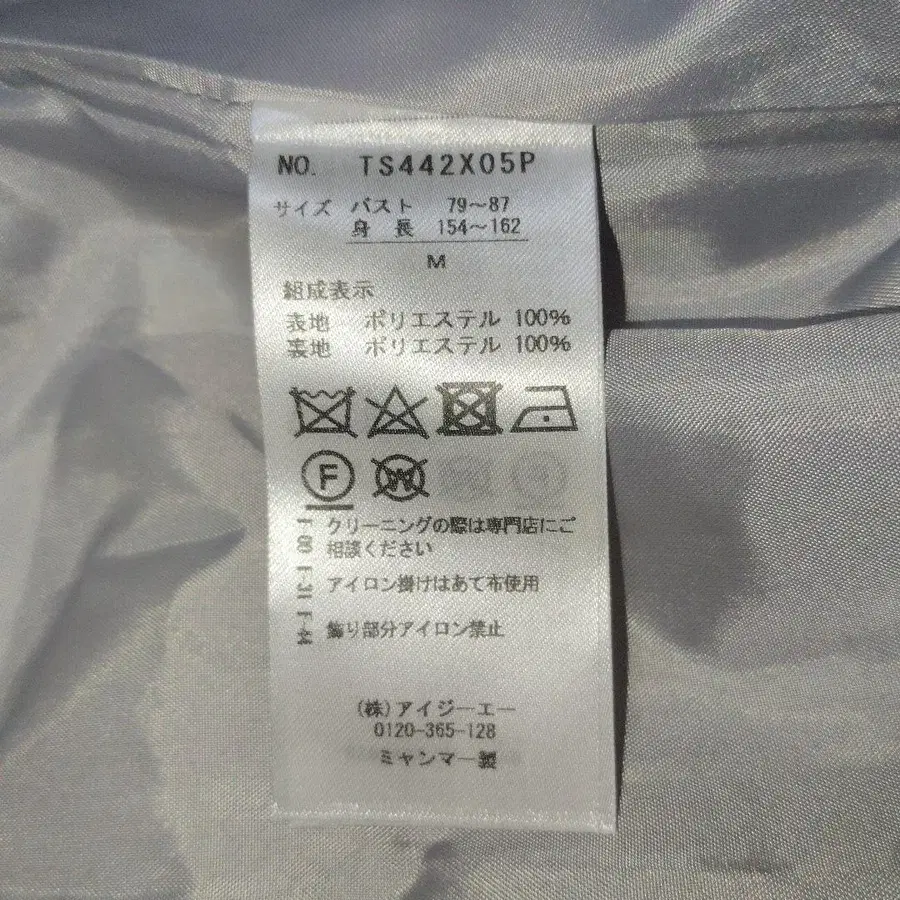 NO. TS442X05P
サイズ バスト 79〜87
身長 154〜162
M
組成表示
表地 ポリエステル 100%
裏地 ポリエステル 100%
F W
クリーニングの際は専門店にご
相談ください
アイロン掛けはあて布使用
飾り部分アイロン禁止
(株)アイジーエー
0120-365-128
ミャンマー製